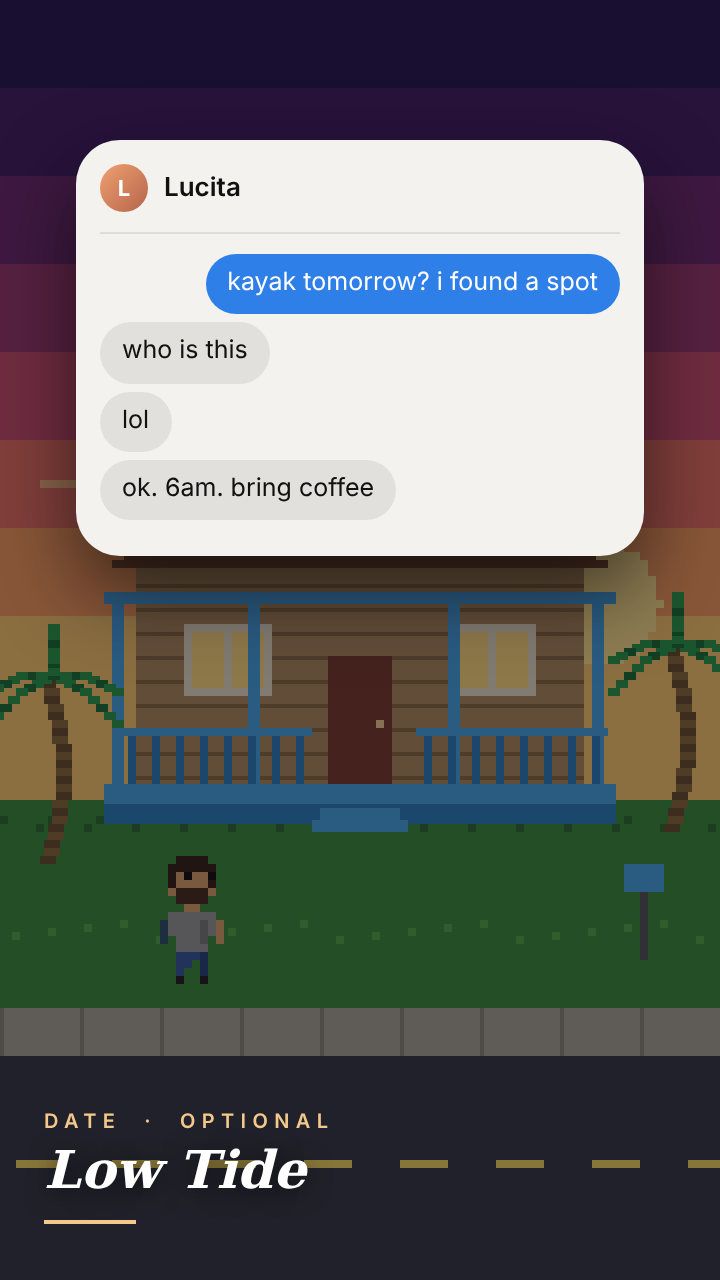 L
Lucita
kayak tomorrow? i found a spot
who is this
lol
ok. 6am. bring coffee
DATE · OPTIONAL
Low Tide